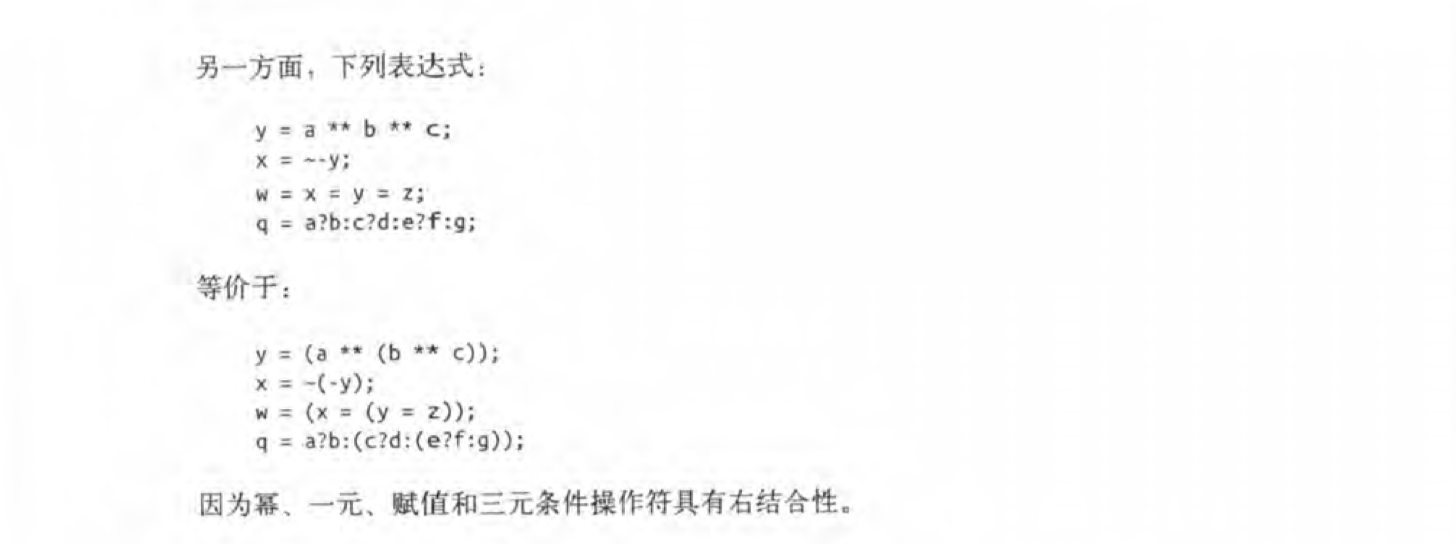 另一方面，下列表达式：
y = a ** b ** c;
x = ~-y;
w = x = y = z;
q = a?b:c?d:e?f:g;
等价于：
y = (a ** (b ** c));
x = ~(-y);
w = (x = (y = z));
q = a?b:(c?d:(e?f:g));
因为幂、一元、赋值和三元条件操作符具有右结合性。